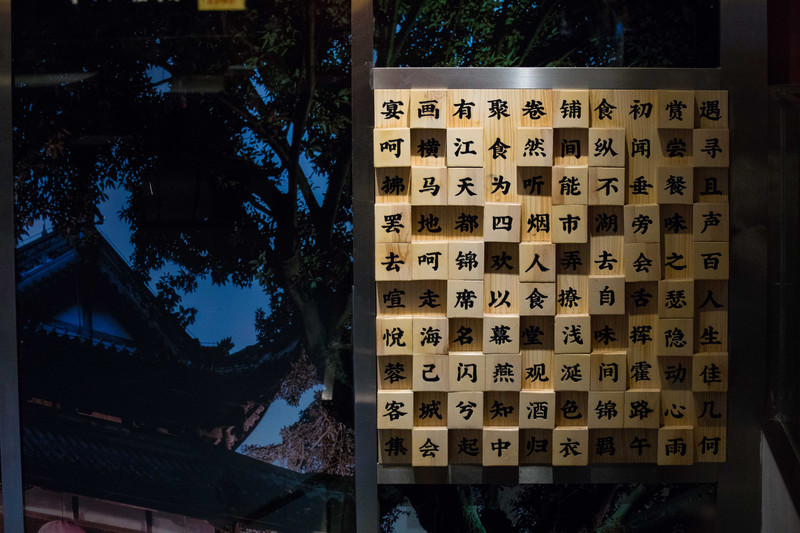 宴画有聚卷铺食初赏遇
呵横江食然间纵闻尝寻
拂马天为听能不垂餐且
罢地都四烟市湖旁味声
去呵锦欢人弄去会之百
喧走席以食撩自舌瑟人
悦海名幕堂浅味挥隐生
蓉己闪燕观涎间霍动佳
客城兮知酒色锦路心几
集会起中归衣羁午雨何